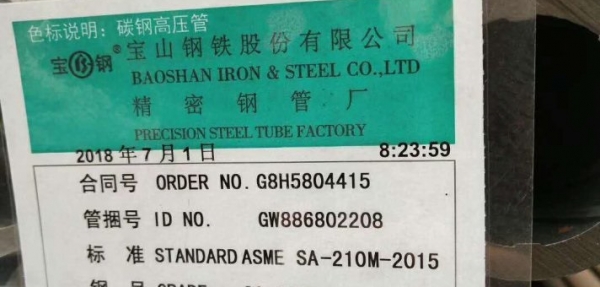 色标说明：碳钢高压管
宝钢® 宝山钢铁股份有限公司
BAOSHAN IRON & STEEL CO.,LTD
精密钢管厂
PRECISION STEEL TUBE FACTORY
2018年7月1日 8:23:59
合同号 ORDER NO. G8H5804415
管捆号 ID NO. GW886802208
标准 STANDARD ASME SA-210M-2015